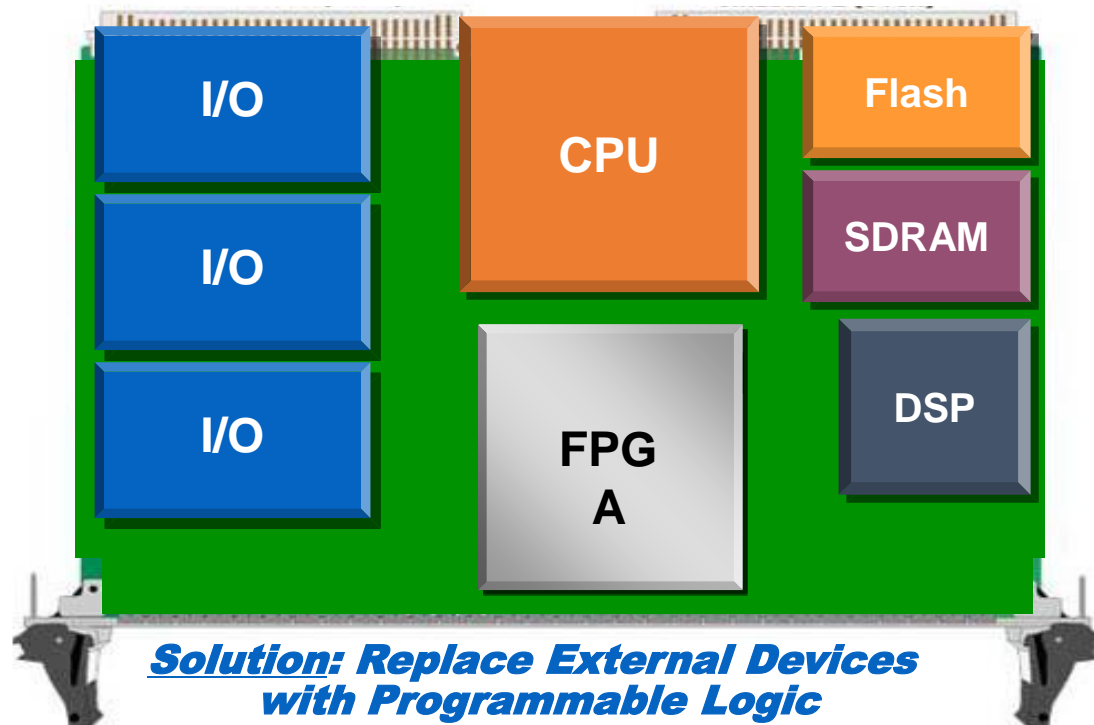 I/O
CPU
Flash
SDRAM
I/O
I/O
FPG
A
DSP
Solution: Replace External Devices
with Programmable Logic